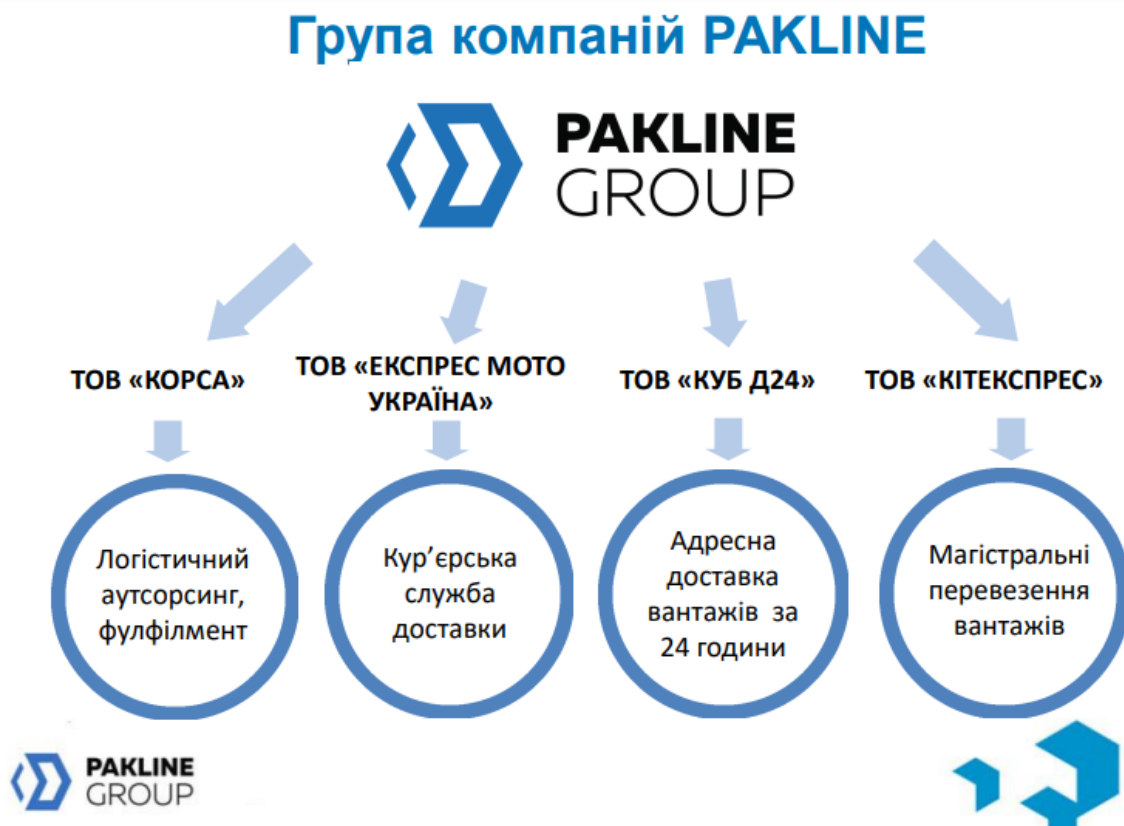 Група компаній PAKLINE
PAKLINE
GROUP
ТОВ «КОРСА»
ТОВ «ЕКСПРЕС МОТО
УКРАЇНА»
ТОВ «КУБ Д24»
ТОВ «КІТЕКСПРЕС»
Логістичний
аутсорсинг,
фулфілмент
Кур’єрська
служба
доставки
Адресна
доставка
вантажів за
24 години
Магістральні
перевезення
вантажів
PAKLINE
GROUP